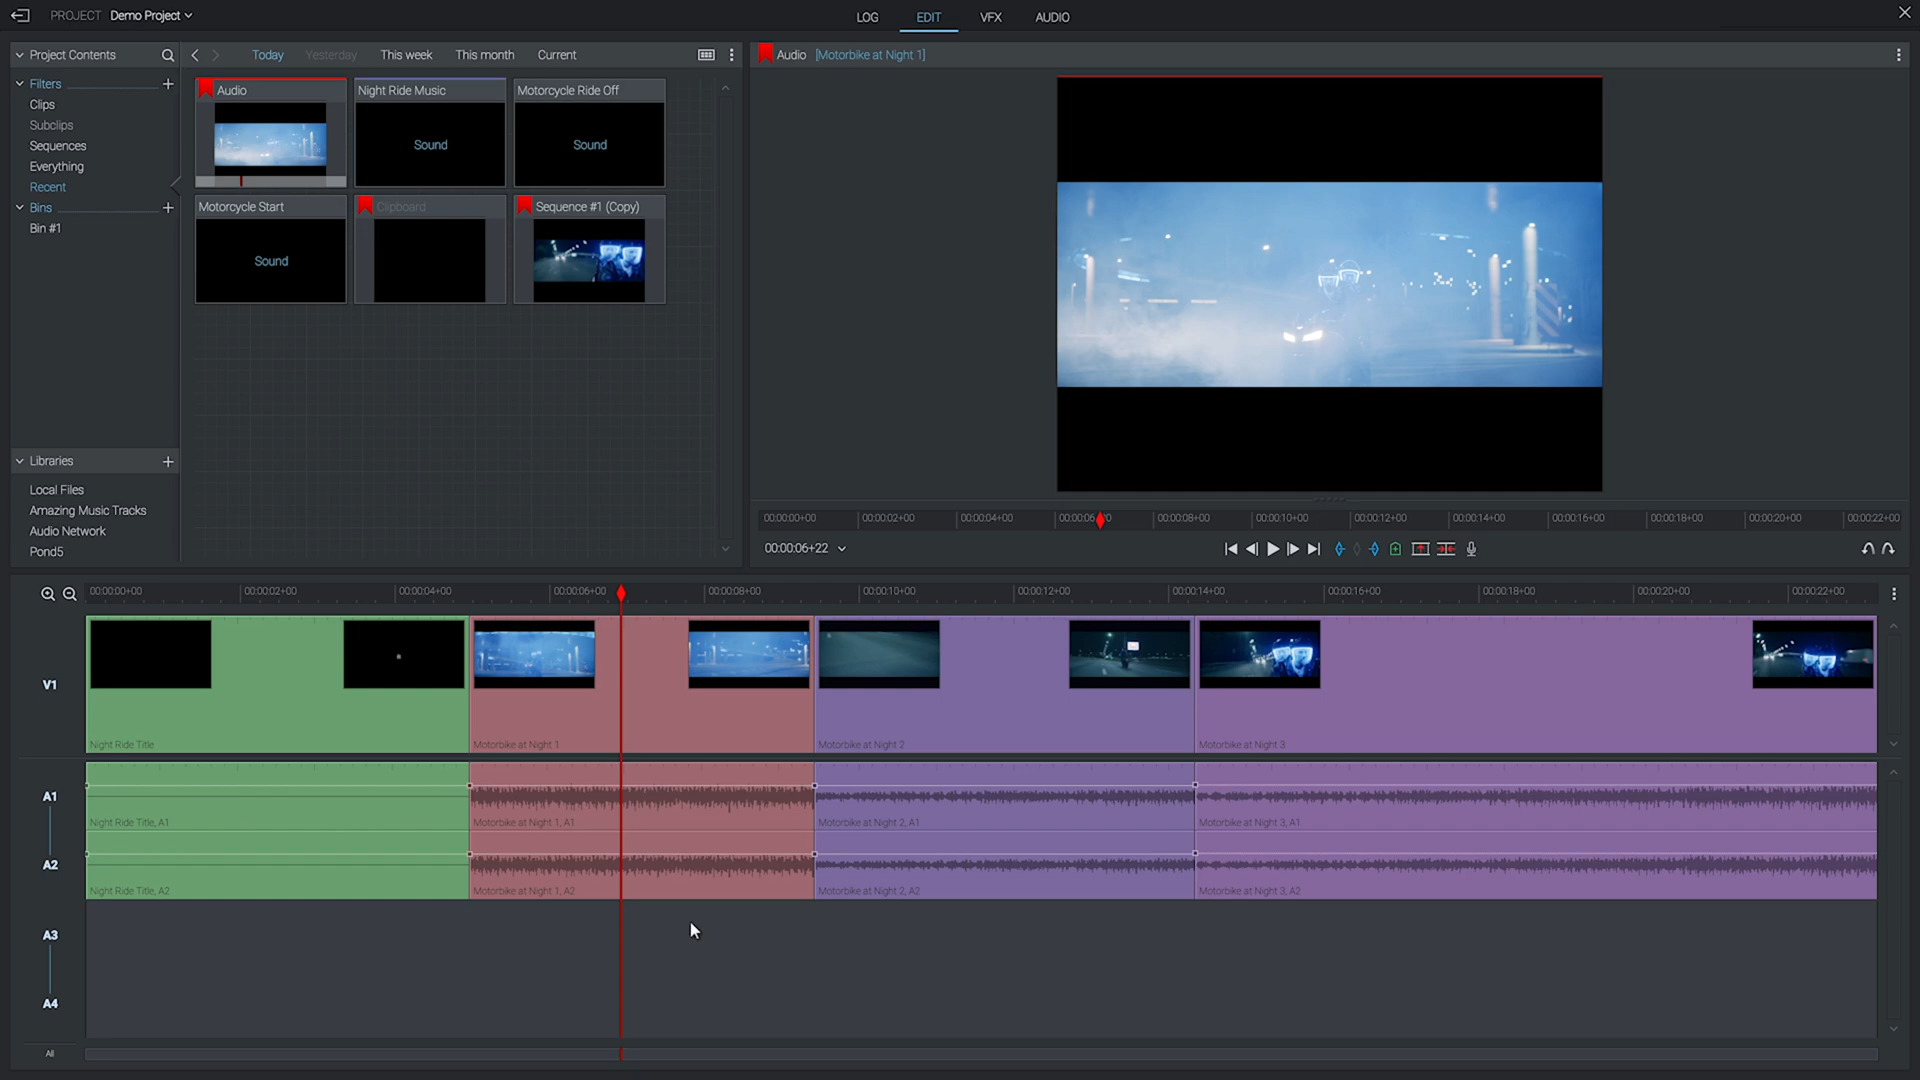 PROJECT Demo Project
LOG EDIT VFX AUDIO
Project Contents
Today Yesterday This week This month Current
Audio [Motorbike at Night 1]
Filters
Clips
Subclips
Sequences
Everything
Recent
Bins
Bin #1
Audio
Night Ride Music
Motorcycle Ride Off
Sound
Sound
Motorcycle Start
Clipboard
Sequence #1 (Copy)
Sound
Libraries
Local Files
Amazing Music Tracks
Audio Network
Pond5
00:00:00+00 00:00:02+00 00:00:04+00 00:00:08+00 00:00:10+00 00:00:12+00 00:00:14+00 00:00:16+00 00:00:18+00 00:00:20+00 00:00:22+00
00:00:06+22
00:00:00+00 00:00:02+00 00:00:04+00 00:00:06+00 00:00:08+00 00:00:10+00 00:00:12+00 00:00:14+00 00:00:16+00 00:00:18+00 00:00:20+00 00:00:22+00
V1
Night Ride Title Motorbike at Night 1 Motorbike at Night 2 Motorbike at Night 3
A1
Night Ride Title, A1 Motorbike at Night 1, A1 Motorbike at Night 2, A1 Motorbike at Night 3, A1
A2
Night Ride Title, A2 Motorbike at Night 1, A2 Motorbike at Night 2, A2 Motorbike at Night 3, A2
A3
A4
All